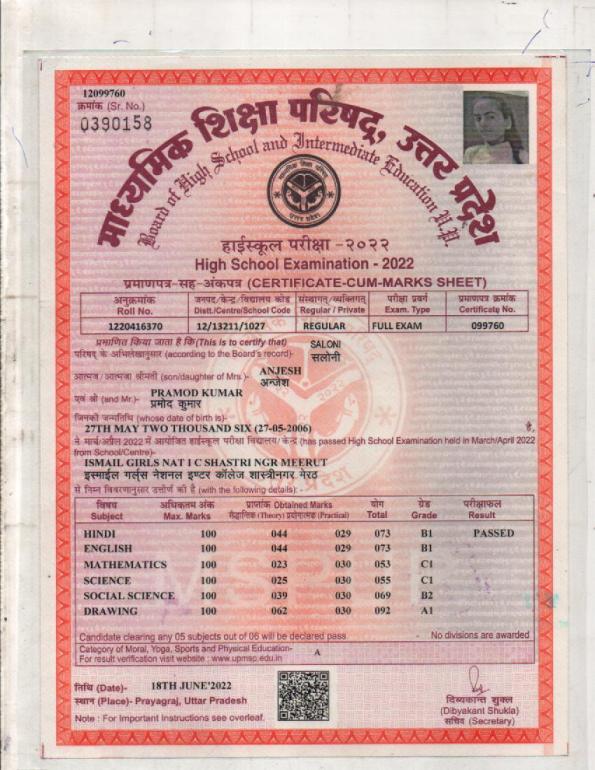 12099760
क्रमांक (Sr. No.)
0390158
माध्यमिक शिक्षा परिषद्, उत्तर प्रदेश
Board of High School and Intermediate Education U.P.
हाईस्कूल परीक्षा -२०२२
High School Examination - 2022
प्रमाणपत्र-सह-अंकपत्र (CERTIFICATE-CUM-MARKS SHEET)
अनुक्रमांक जनपद/केन्द्र/विद्यालय कोड संस्थागत/व्यक्तिगत परीक्षा प्रवर्ग प्रमाणपत्र क्रमांक
Roll No. Distt./Centre/School Code Regular / Private Exam. Type Certificate No.
1220416370 12/13211/1027 REGULAR FULL EXAM 099760
प्रमाणित किया जाता है कि(This is to certify that) SALONI
परिषद् के अभिलेखानुसार (according to the Board's record)- सलोनी
आत्मज/आत्मजा श्रीमती (son/daughter of Mrs.)- ANJESH
अन्जेश
एवं श्री (and Mr.)- PRAMOD KUMAR
प्रमोद कुमार
जिनकी जन्मतिथि (whose date of birth is)-
27TH MAY TWO THOUSAND SIX (27-05-2006) है,
ने मार्च/अप्रैल 2022 में आयोजित हाईस्कूल परीक्षा विद्यालय/केन्द्र (has passed High School Examination held in March/April 2022
from School/Centre)-
ISMAIL GIRLS NAT I C SHASTRI NGR MEERUT
इस्माईल गर्ल्स नेशनल इण्टर कॉलेज शास्त्रीनगर मेरठ
से निम्न विवरणानुसार उत्तीर्ण की है (with the following details):-
विषय अधिकतम अंक प्राप्तांक Obtained Marks योग ग्रेड परीक्षाफल
Subject Max. Marks सैद्धान्तिक (Theory) प्रयोगात्मक (Practical) Total Grade Result
HINDI 100 044 029 073 B1 PASSED
ENGLISH 100 044 029 073 B1
MATHEMATICS 100 023 030 053 C1
SCIENCE 100 025 030 055 C1
SOCIAL SCIENCE 100 039 030 069 B2
DRAWING 100 062 030 092 A1
Candidate clearing any 05 subjects out of 06 will be declared pass - No divisions are awarded
Category of Moral, Yoga, Sports and Physical Education- A
For result verification visit website : www.upmsp.edu.in
तिथि (Date)- 18TH JUNE'2022
स्थान (Place)- Prayagraj, Uttar Pradesh
Note : For Important Instructions see overleaf.
दिव्यकान्त शुक्ल
(Dibyakant Shukla)
सचिव (Secretary)